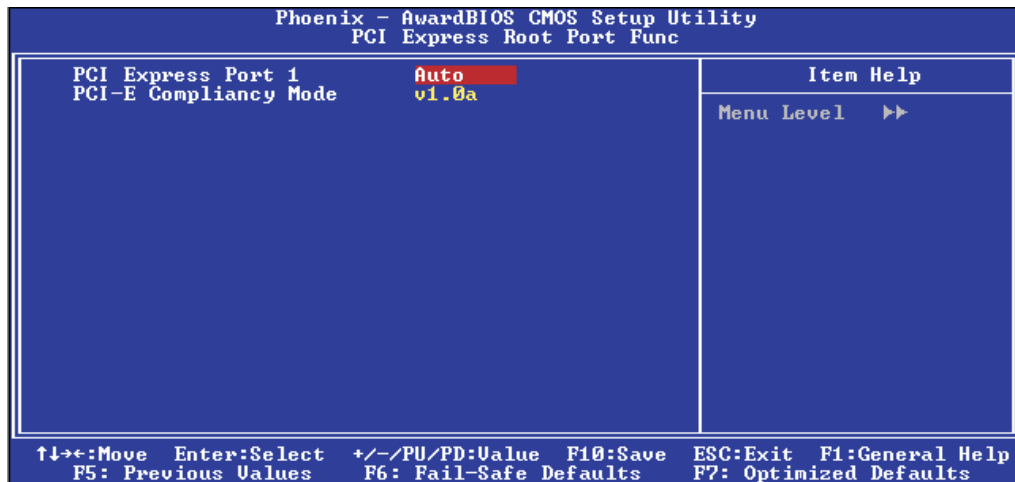 Phoenix - AwardBIOS CMOS Setup Utility
PCI Express Root Port Func
PCI Express Port 1 Auto
PCI-E Compliancy Mode v1.0a
Item Help
Menu Level ▶▶
↑↓→←:Move Enter:Select +/-/PU/PD:Value F10:Save ESC:Exit F1:General Help
F5: Previous Values F6: Fail-Safe Defaults F7: Optimized Defaults